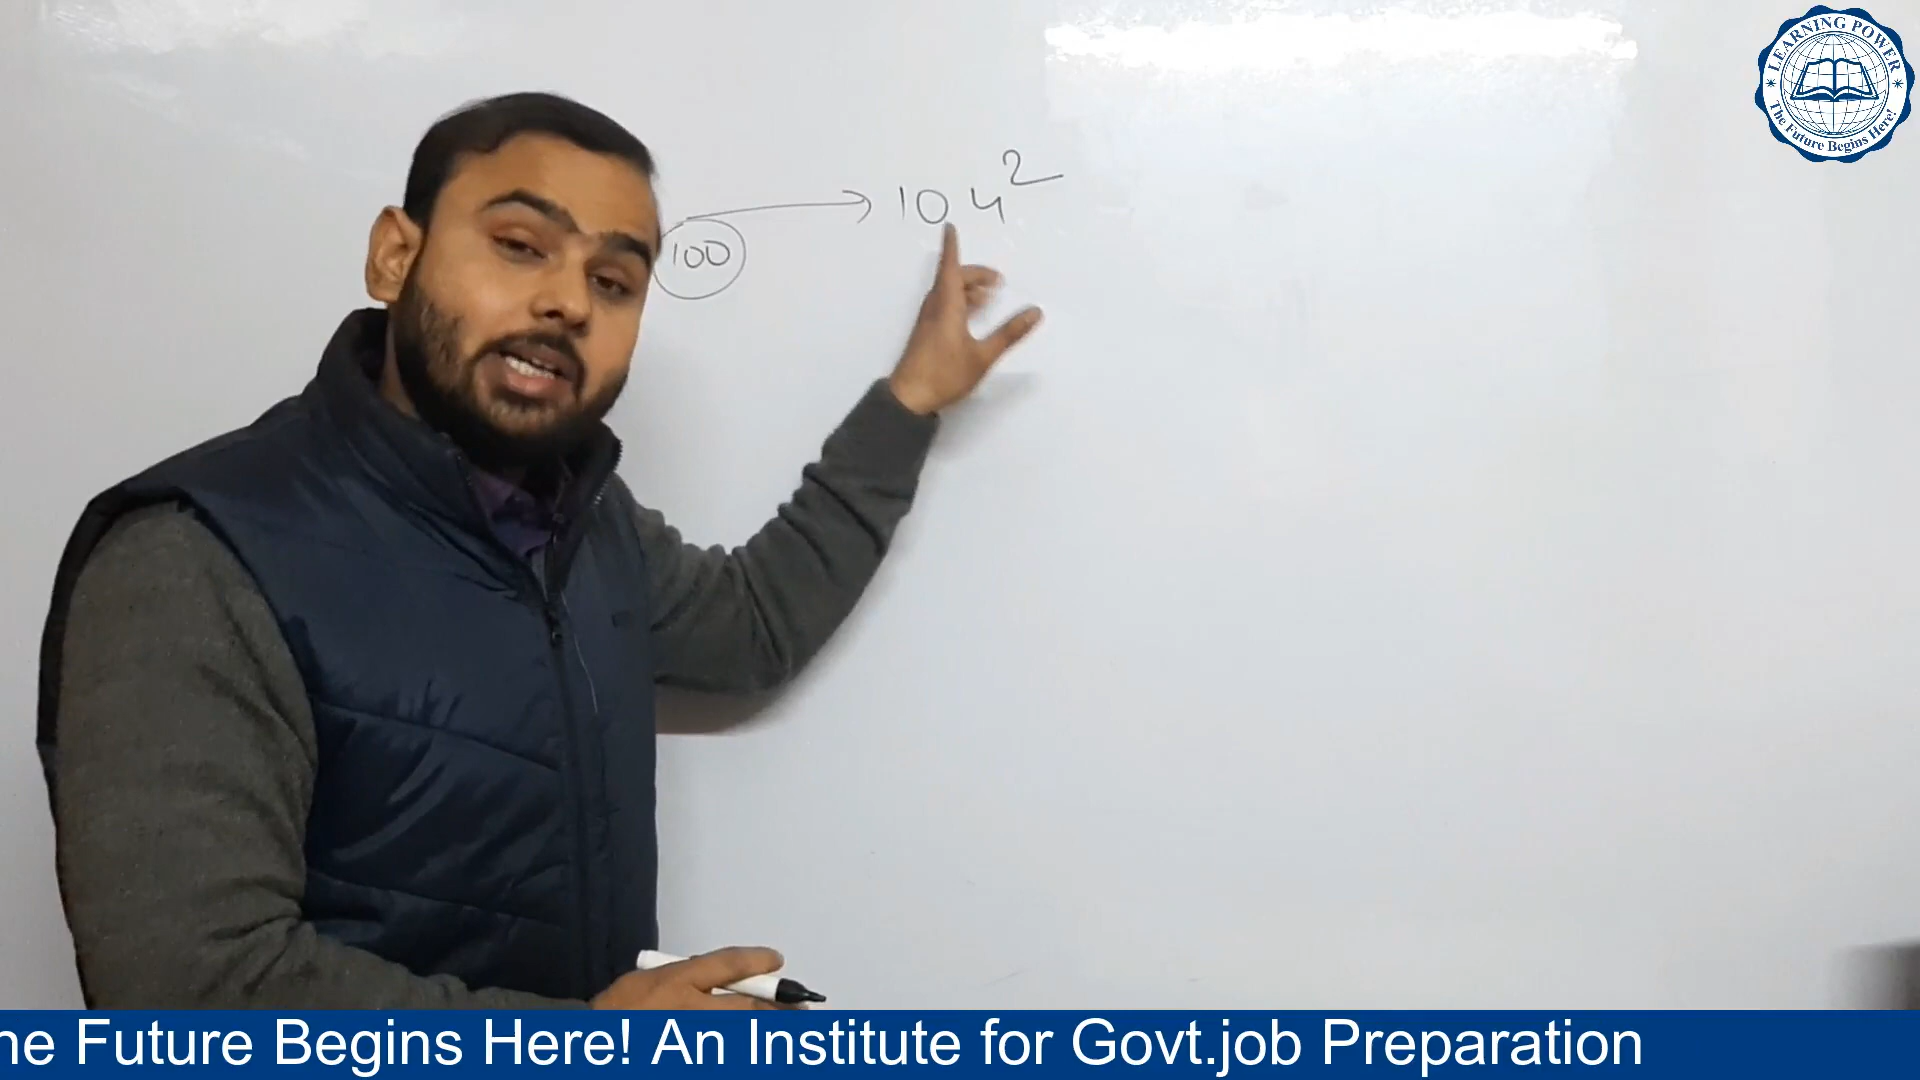 LEARNING POWER
The Future Begins Here!
104²
100
he Future Begins Here! An Institute for Govt.job Preparation